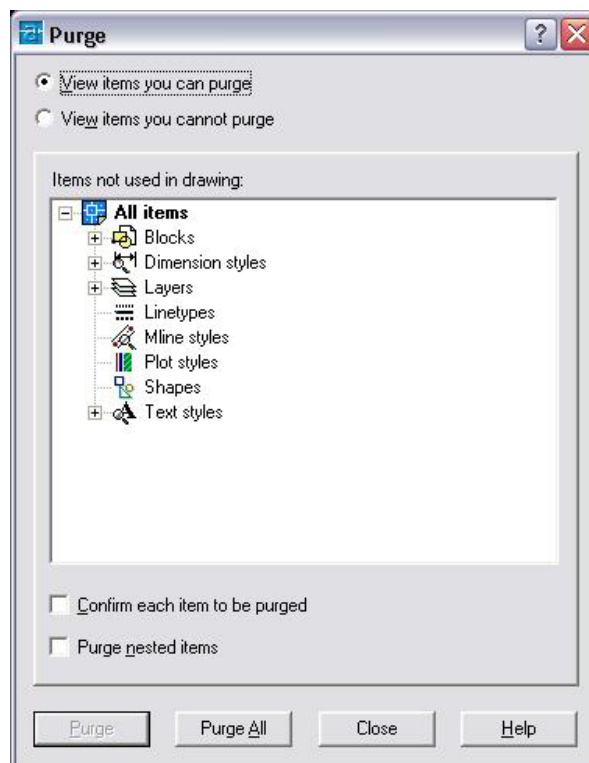 Purge
View items you can purge
View items you cannot purge
Items not used in drawing:
All items
Blocks
Dimension styles
Layers
Linetypes
Mline styles
Plot styles
Shapes
Text styles
Confirm each item to be purged
Purge nested items
Purge Purge All Close Help